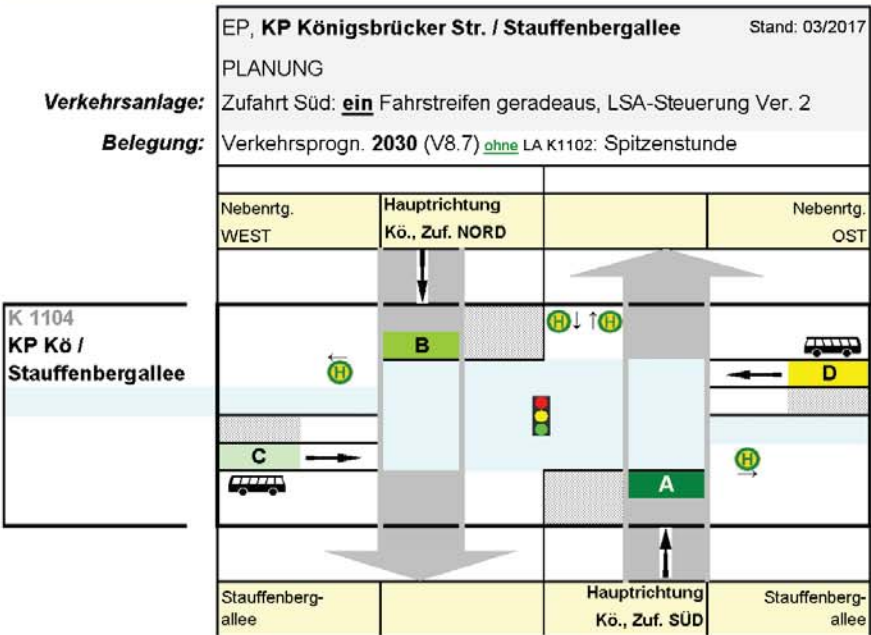 EP, KP Königsbrücker Str. / Stauffenbergallee Stand: 03/2017
PLANUNG
Verkehrsanlage: Zufahrt Süd: ein Fahrstreifen geradeaus, LSA-Steuerung Ver. 2
Belegung: Verkehrsprogn. 2030 (V8.7) ohne LA K1102: Spitzenstunde
Nebenrtg. Hauptrichtung Nebenrtg.
WEST Kö., Zuf. NORD OST
K 1104
KP Kö /
Stauffenbergallee
H↓ ↑H
B
←
H
D
C
H
→
A
Stauffenberg- Hauptrichtung Stauffenberg-
allee Kö., Zuf. SÜD allee